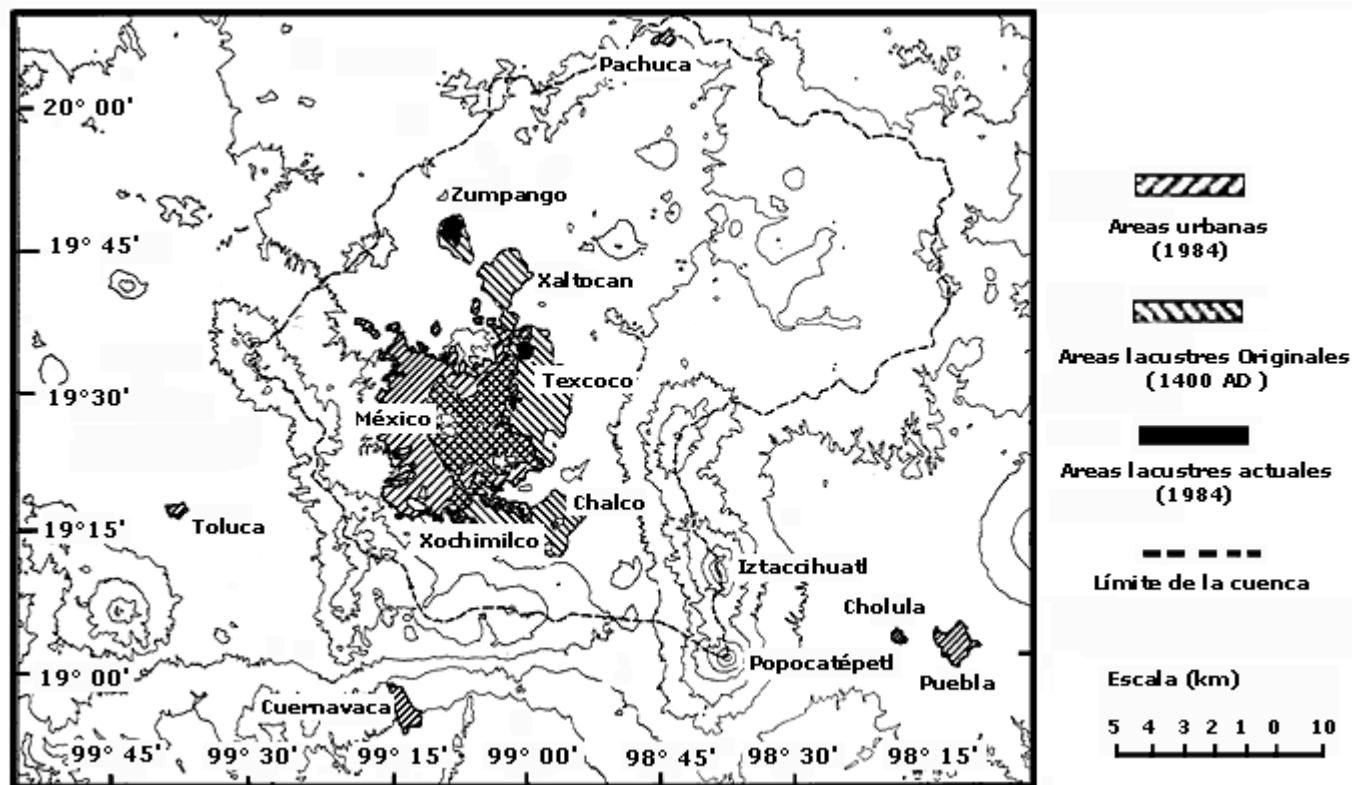 Pachuca
20° 00'
Zumpango
19° 45'
Xaltocan
Texcoco
19°30'
México
Chalco
19°15'
Toluca
Xochimilco
Iztaccihuatl
Cholula
Popocatépetl
Puebla
19° 00'
Cuernavaca
99° 45' 99° 30' 99° 15' 99° 00' 98° 45' 98° 30' 98° 15'
Areas urbanas
(1984)
Areas lacustres Originales
(1400 AD )
Areas lacustres actuales
(1984)
Límite de la cuenca
Escala (km)
5 4 3 2 1 0 10